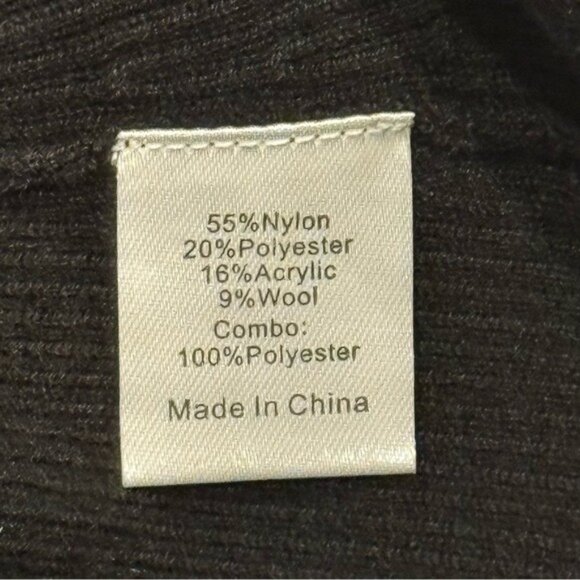 55%Nylon
20%Polyester
16%Acrylic
9%Wool
Combo:
100%Polyester
Made In China